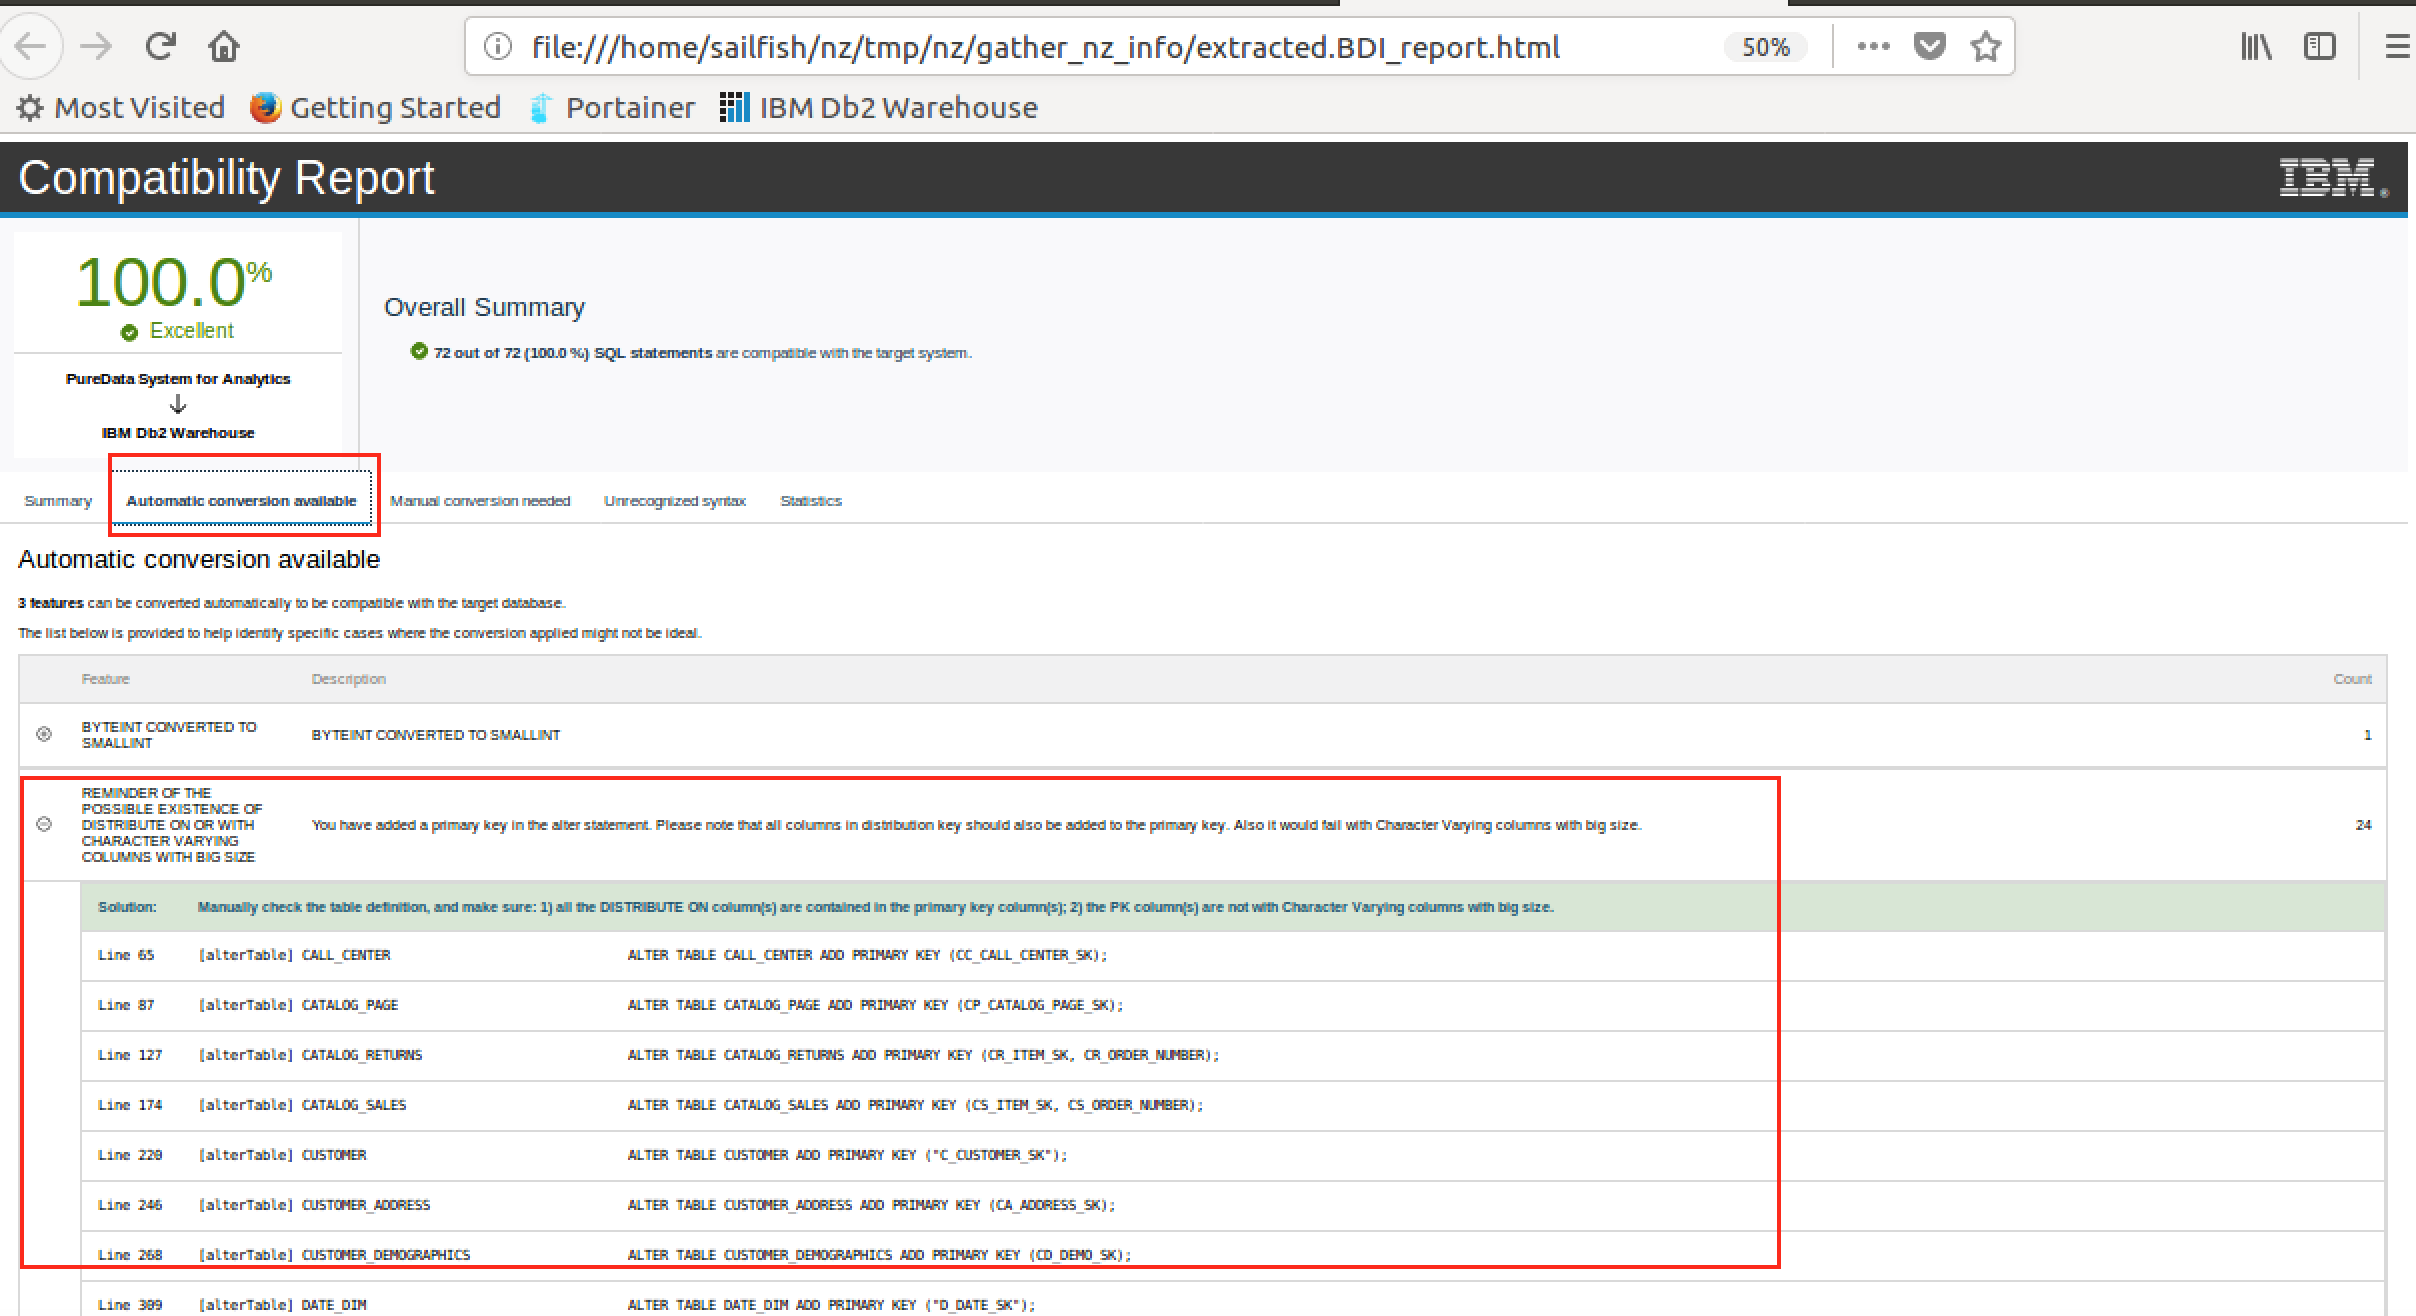 file:///home/sailfish/nz/tmp/nz/gather_nz_info/extracted.BDI_report.html 50%
Most Visited Getting Started Portainer IBM Db2 Warehouse
Compatibility Report IBM®
100.0%
Excellent
PureData System for Analytics
↓
IBM Db2 Warehouse
Overall Summary
72 out of 72 (100.0 %) SQL statements are compatible with the target system.
Summary Automatic conversion available Manual conversion needed Unrecognized syntax Statistics
Automatic conversion available
3 features can be converted automatically to be compatible with the target database.
The list below is provided to help identify specific cases where the conversion applied might not be ideal.
Feature Description Count
BYTEINT CONVERTED TO
SMALLINT
BYTEINT CONVERTED TO SMALLINT 1
REMINDER OF THE
POSSIBLE EXISTENCE OF
DISTRIBUTE ON OR WITH
CHARACTER VARYING
COLUMNS WITH BIG SIZE
You have added a primary key in the alter statement. Please note that all columns in distribution key should also be added to the primary key. Also it would fail with Character Varying columns with big size. 24
Solution: Manually check the table definition, and make sure: 1) all the DISTRIBUTE ON column(s) are contained in the primary key column(s); 2) the PK column(s) are not with Character Varying columns with big size.
Line 65 [alterTable] CALL_CENTER ALTER TABLE CALL_CENTER ADD PRIMARY KEY (CC_CALL_CENTER_SK);
Line 87 [alterTable] CATALOG_PAGE ALTER TABLE CATALOG_PAGE ADD PRIMARY KEY (CP_CATALOG_PAGE_SK);
Line 127 [alterTable] CATALOG_RETURNS ALTER TABLE CATALOG_RETURNS ADD PRIMARY KEY (CR_ITEM_SK, CR_ORDER_NUMBER);
Line 174 [alterTable] CATALOG_SALES ALTER TABLE CATALOG_SALES ADD PRIMARY KEY (CS_ITEM_SK, CS_ORDER_NUMBER);
Line 220 [alterTable] CUSTOMER ALTER TABLE CUSTOMER ADD PRIMARY KEY ("C_CUSTOMER_SK");
Line 246 [alterTable] CUSTOMER_ADDRESS ALTER TABLE CUSTOMER_ADDRESS ADD PRIMARY KEY (CA_ADDRESS_SK);
Line 268 [alterTable] CUSTOMER_DEMOGRAPHICS ALTER TABLE CUSTOMER_DEMOGRAPHICS ADD PRIMARY KEY (CD_DEMO_SK);
Line 309 [alterTable] DATE_DIM ALTER TABLE DATE_DIM ADD PRIMARY KEY ("D_DATE_SK");